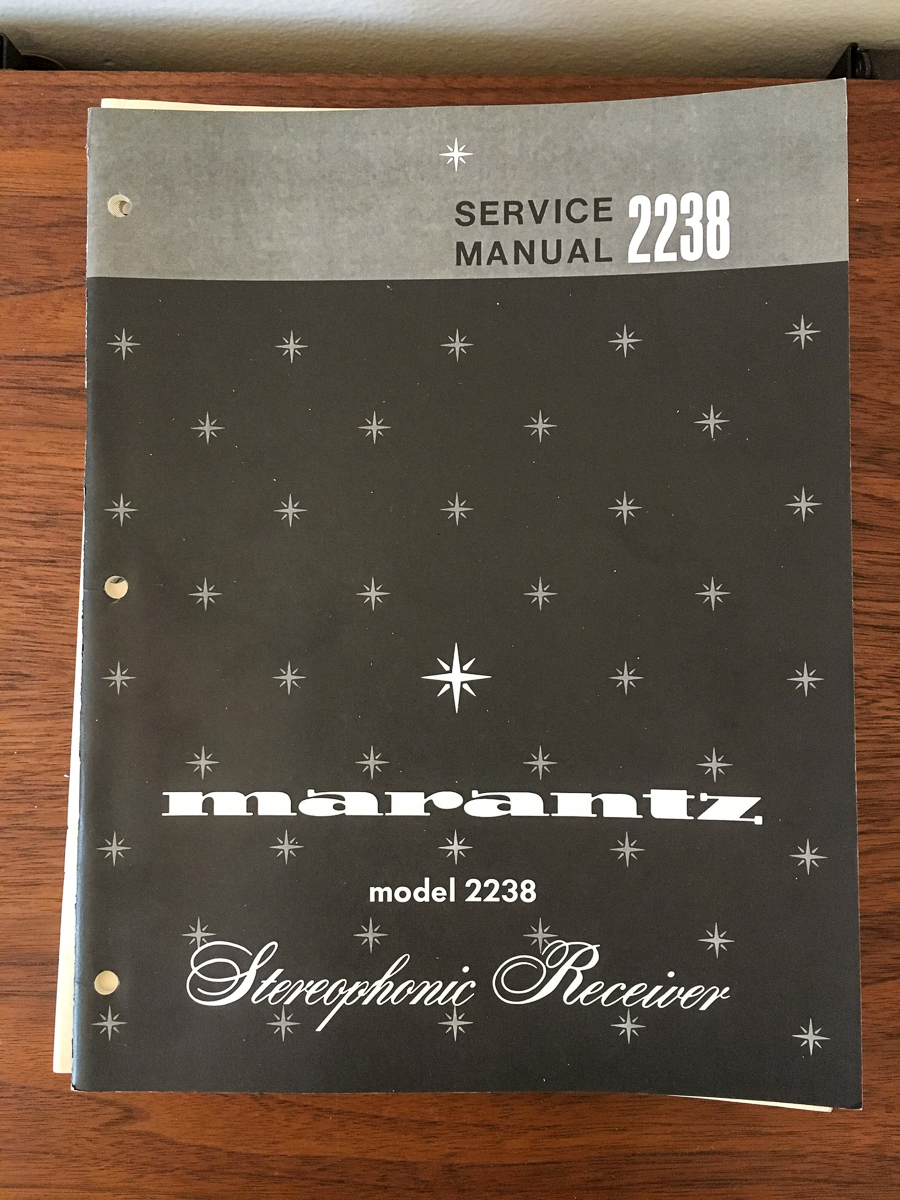 SERVICE
MANUAL 2238
marantz
model 2238
Stereophonic Receiver